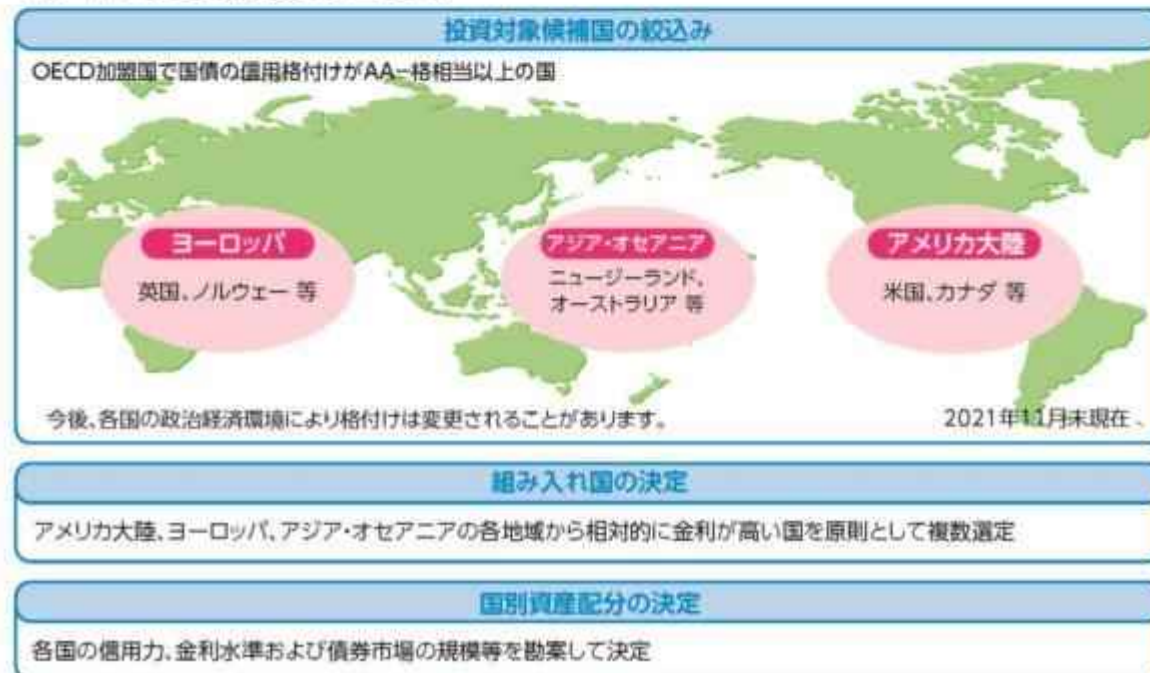 投資対象候補国の絞込み
OECD加盟国で国債の信用格付けがAA−格相当以上の国
ヨーロッパ
英国、ノルウェー 等
アジア・オセアニア
ニュージーランド、
オーストラリア 等
アメリカ大陸
米国、カナダ 等
今後、各国の政治経済環境により格付けは変更されることがあります。
2021年11月末現在
組み入れ国の決定
アメリカ大陸、ヨーロッパ、アジア・オセアニアの各地域から相対的に金利が高い国を原則として複数選定
国別資産配分の決定
各国の信用力、金利水準および債券市場の規模等を勘案して決定